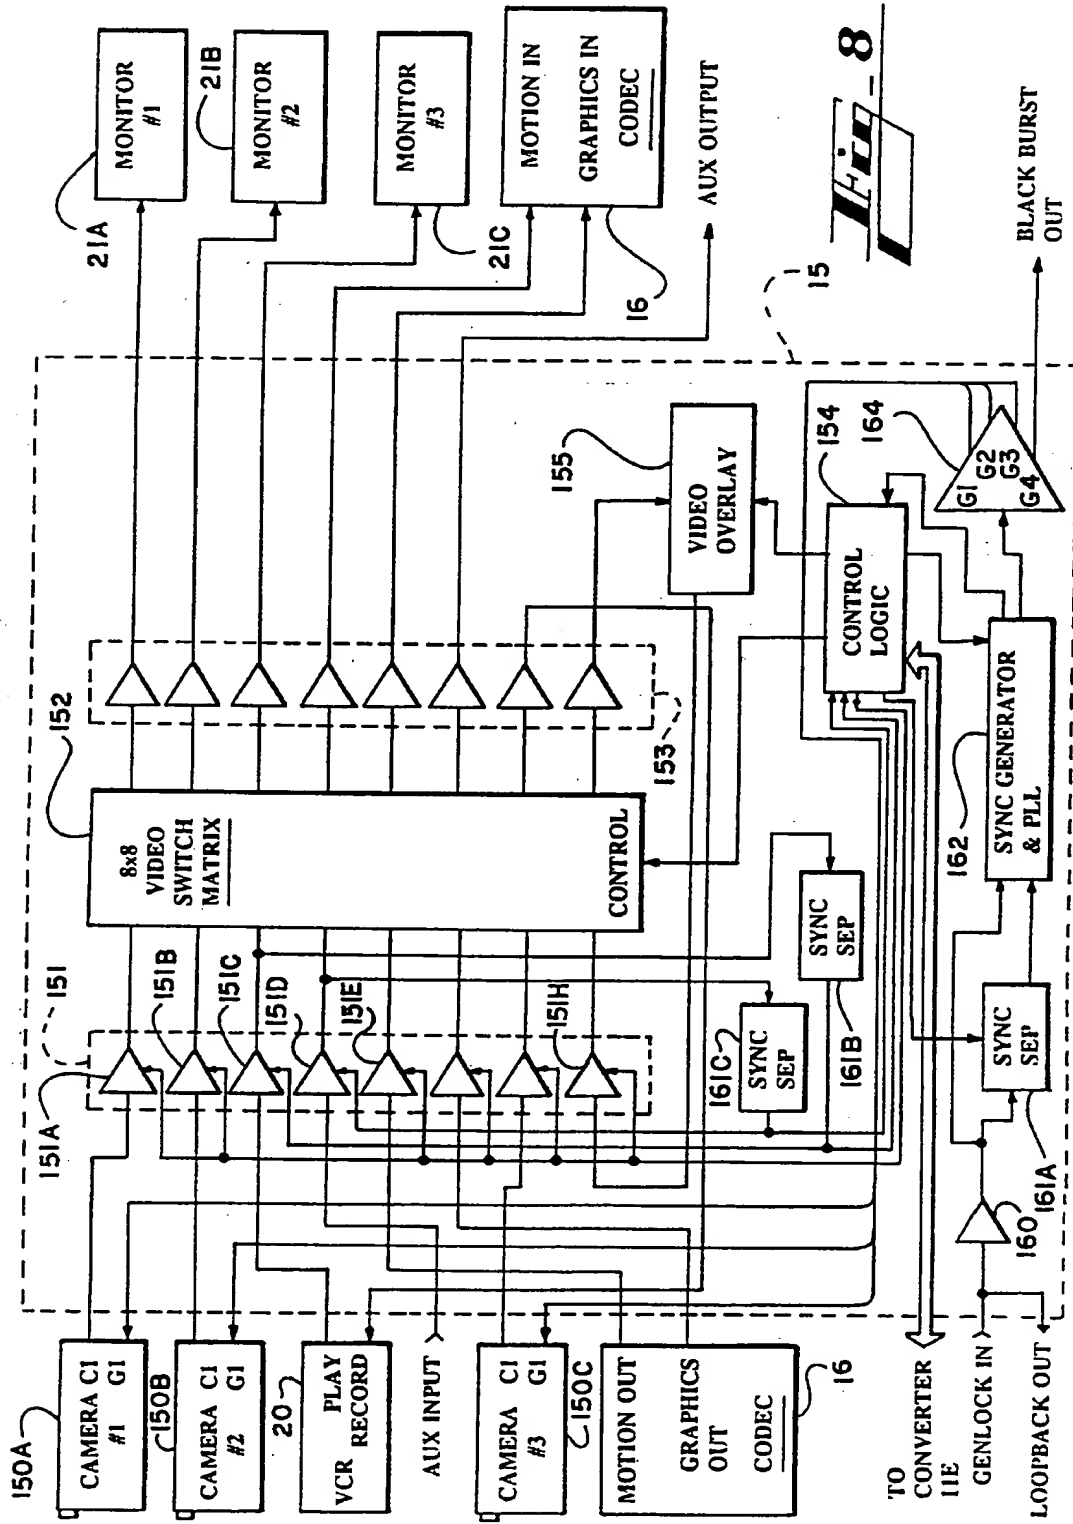 150A
CAMERA C1
#1 G1
150B
CAMERA C1
#2 G1
20
PLAY
VCR RECORD
AUX INPUT
CAMERA C1
#3 G1
150C
MOTION OUT
GRAPHICS
OUT
CODEC
16
TO
CONVERTER
11E
GENLOCK IN
LOOPBACK OUT
151A
151
151B
151C
151D
151E
151H
161C
SYNC
SEP
SYNC
SEP
161B
160
161A
SYNC
SEP
152
8x8
VIDEO
SWITCH
MATRIX
CONTROL
153
155
VIDEO
OVERLAY
CONTROL
LOGIC
154
164
G1
G2
G3
G4
162
SYNC GENERATOR
& PLL
15
21A
MONITOR
#1
21B
MONITOR
#2
MONITOR
#3
21C
MOTION IN
GRAPHICS IN
CODEC
16
AUX OUTPUT
BLACK BURST
OUT
Fig_8